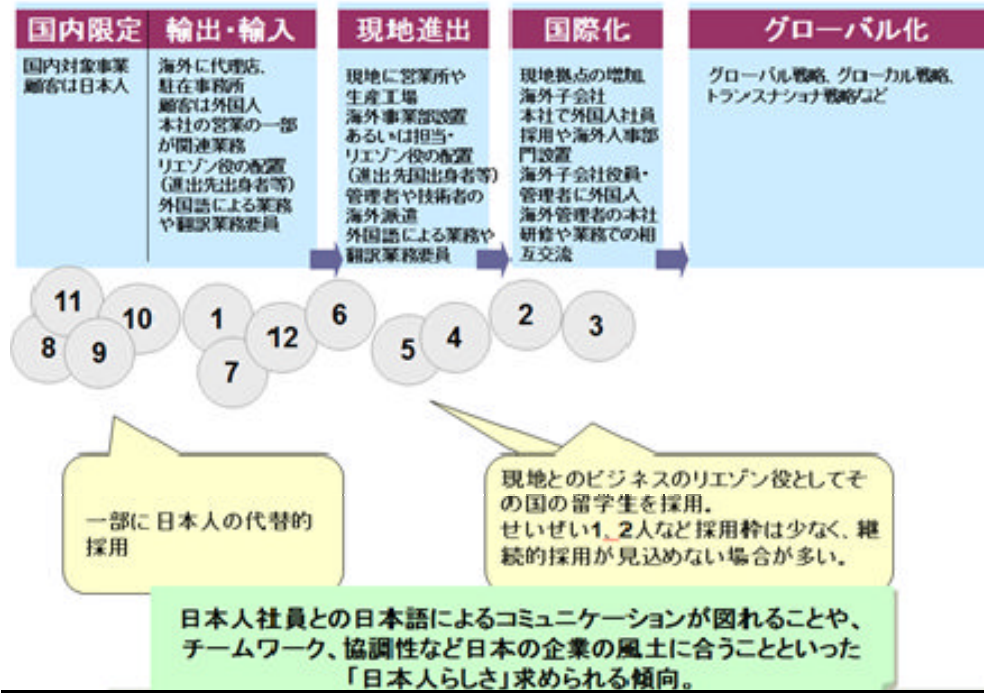 国内限定
国内対象事業
顧客は日本人
輸出・輸入
海外に代理店、
駐在事務所
顧客は外国人
本社の営業の一部
が関連業務
リエゾン役の配置
(進出先出身者等)
外国語による業務
や翻訳業務要員
現地進出
現地に営業所や
生産工場
海外事業部設置
あるいは担当・
リエゾン役の配置
(進出先国出身者等)
管理者や技術者の
海外派遣
外国語による業務や
翻訳業務要員
国際化
現地拠点の増加、
海外子会社
本社で外国人社員
採用や海外人事部
門設置
海外子会社役員・
管理者に外国人
海外管理者の本社
研修や業務での相
互交流
グローバル化
グローバル戦略、グローカル戦略、
トランスナショナ戦略など
11
10
8
9
1
7
12
6
5
4
2
3
一部に日本人の代替的
採用
現地とのビジネスのリエゾン役としてそ
の国の留学生を採用。
せいぜい1、2人など採用枠は少なく、継
続的採用が見込めない場合が多い。
日本人社員との日本語によるコミュニケーションが図れることや、
チームワーク、協調性など日本の企業の風土に合うことといった
「日本人らしさ」求められる傾向。